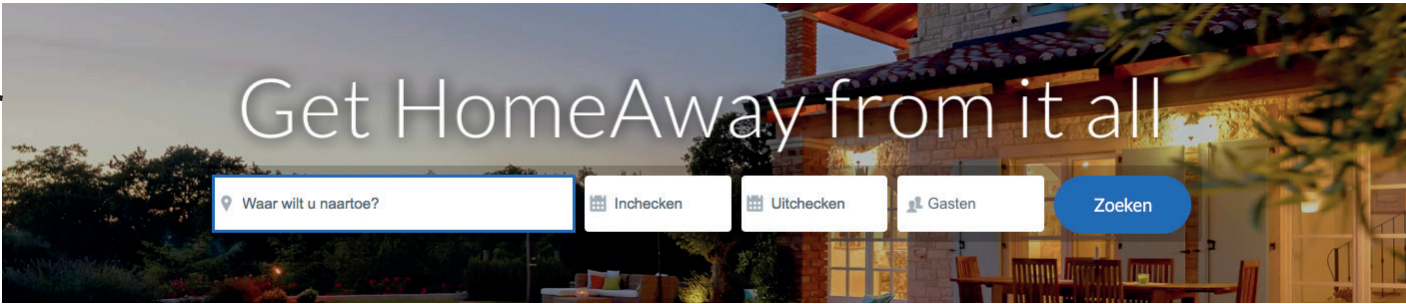 Get HomeAway from it all
Waar wilt u naartoe? Inchecken Uitchecken Gasten Zoeken